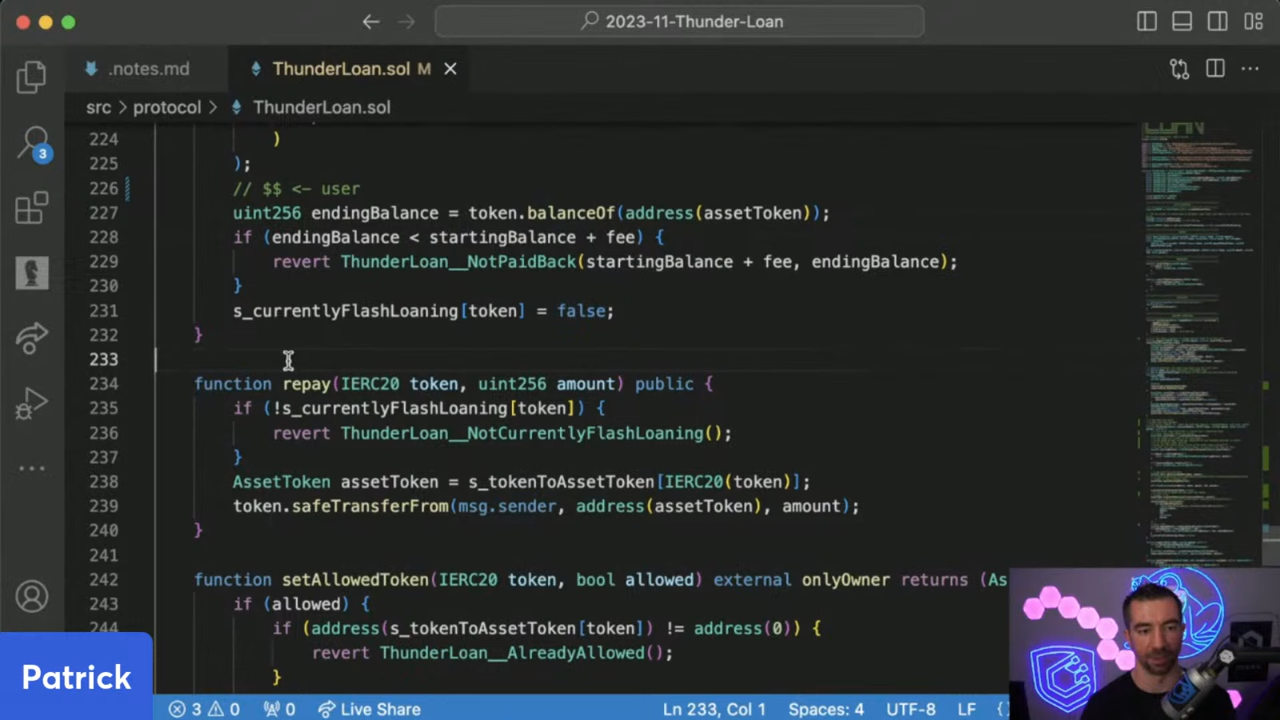 2023-11-Thunder-Loan
.notes.md
ThunderLoan.sol M
src > protocol > ThunderLoan.sol
3
224 )
225 );
226 // $$ <- user
227 uint256 endingBalance = token.balanceOf(address(assetToken));
228 if (endingBalance < startingBalance + fee) {
229 revert ThunderLoan__NotPaidBack(startingBalance + fee, endingBalance);
230 }
231 s_currentlyFlashLoaning[token] = false;
232 }
233
234 function repay(IERC20 token, uint256 amount) public {
235 if (!s_currentlyFlashLoaning[token]) {
236 revert ThunderLoan__NotCurrentlyFlashLoaning();
237 }
238 AssetToken assetToken = s_tokenToAssetToken[IERC20(token)];
239 token.safeTransferFrom(msg.sender, address(assetToken), amount);
240 }
241
242 function setAllowedToken(IERC20 token, bool allowed) external onlyOwner returns (As
243 if (allowed) {
244 if (address(s_tokenToAssetToken[token]) != address(0)) {
revert ThunderLoan__AlreadyAllowed();
}
Patrick
3 0 0 Live Share Ln 233, Col 1 Spaces: 4 UTF-8 LF {